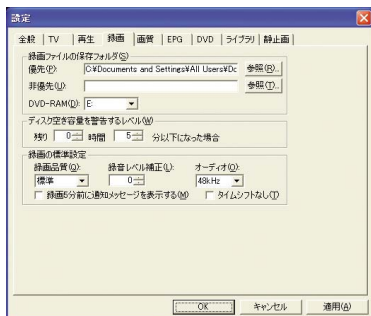 設定
全般 TV 再生 録画 画質 EPG DVD ライブラリ 静止画
録画ファイルの保存フォルダ(S)
優先(P): C:¥Documents and Settings¥All Users¥Dc 参照(R)...
非優先(U): 参照(T)...
DVD-RAM(D): E:
ディスク空き容量を警告するレベル(W)
残り 0 時間 5 分以下になった場合
録画の標準設定
録画品質(Q): 録音レベル補正(L): オーディオ(O):
標準 0 48kHz
録画5分前に通知メッセージを表示する(M) タイムシフトなし(T)
OK キャンセル 適用(A)